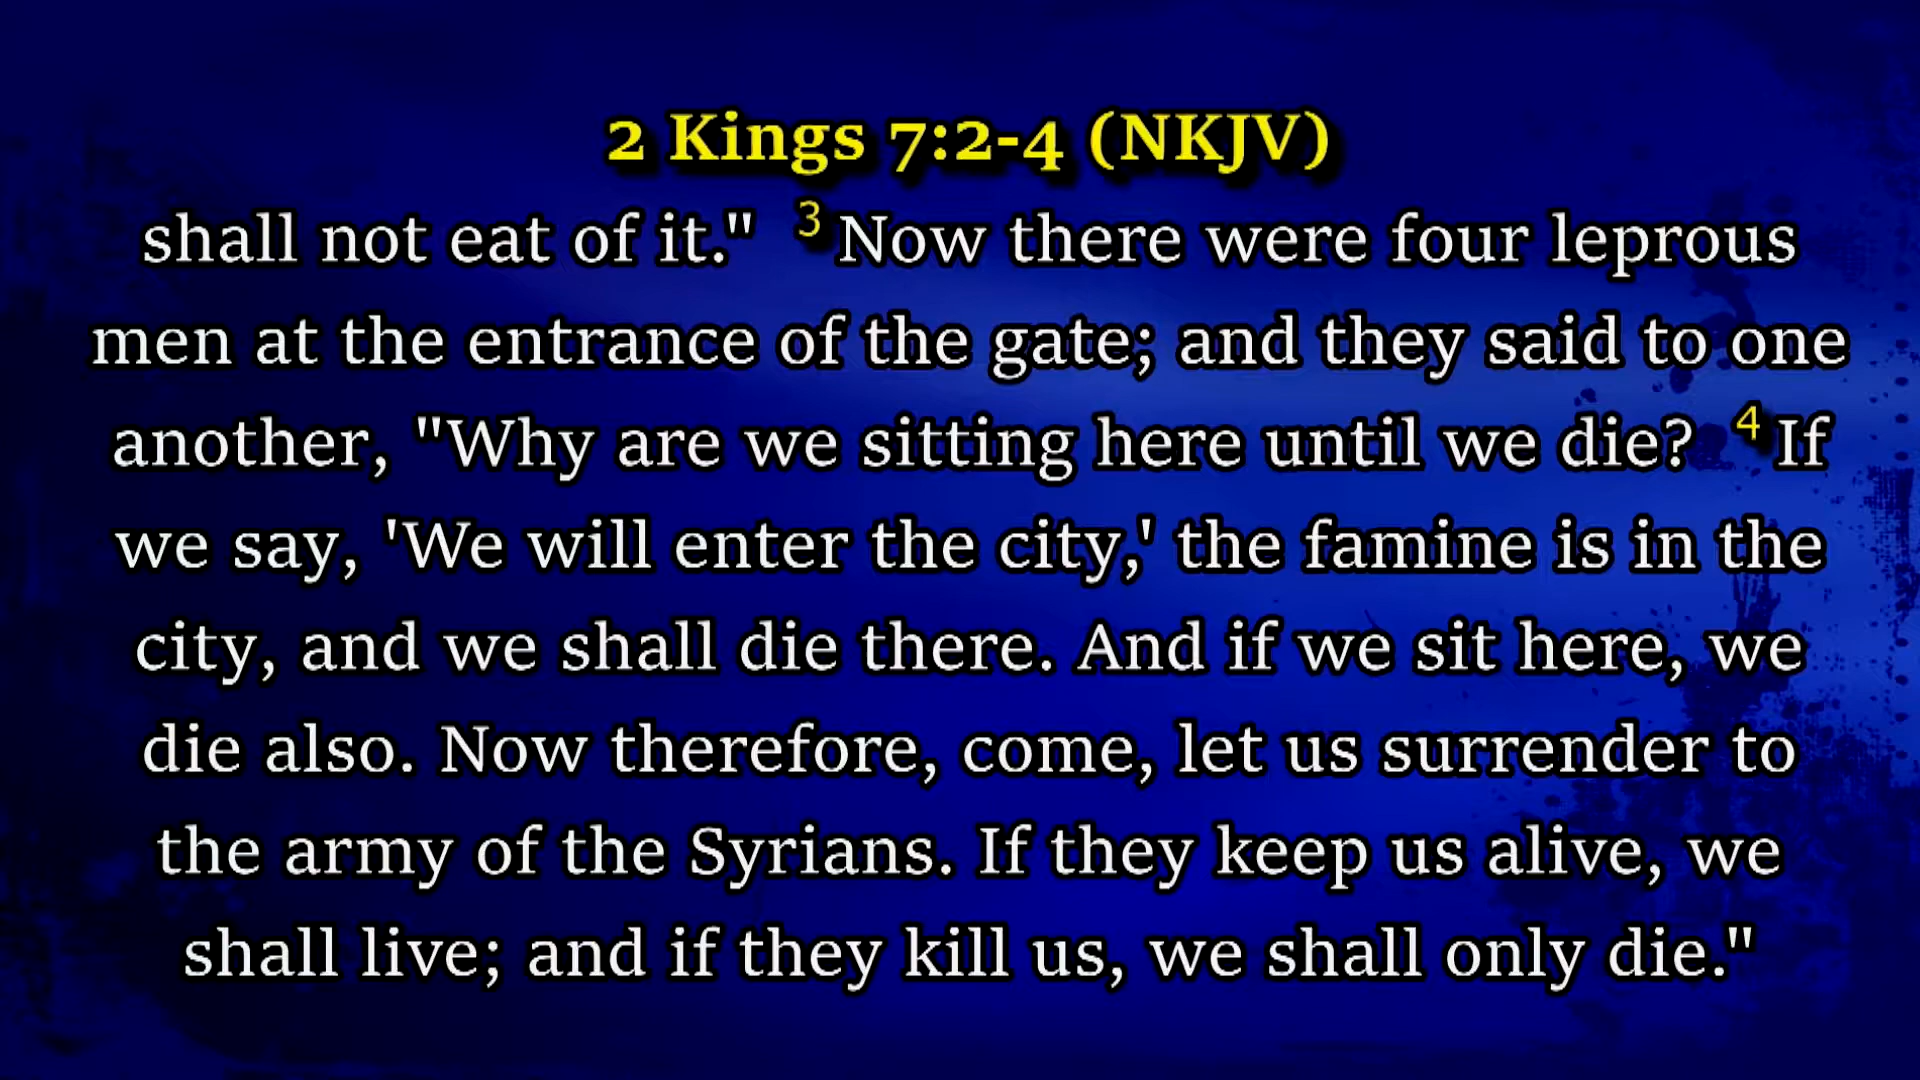 2 Kings 7:2-4 (NKJV)
shall not eat of it." 3 Now there were four leprous
men at the entrance of the gate; and they said to one
another, "Why are we sitting here until we die? 4 If
we say, 'We will enter the city,' the famine is in the
city, and we shall die there. And if we sit here, we
die also. Now therefore, come, let us surrender to
the army of the Syrians. If they keep us alive, we
shall live; and if they kill us, we shall only die."